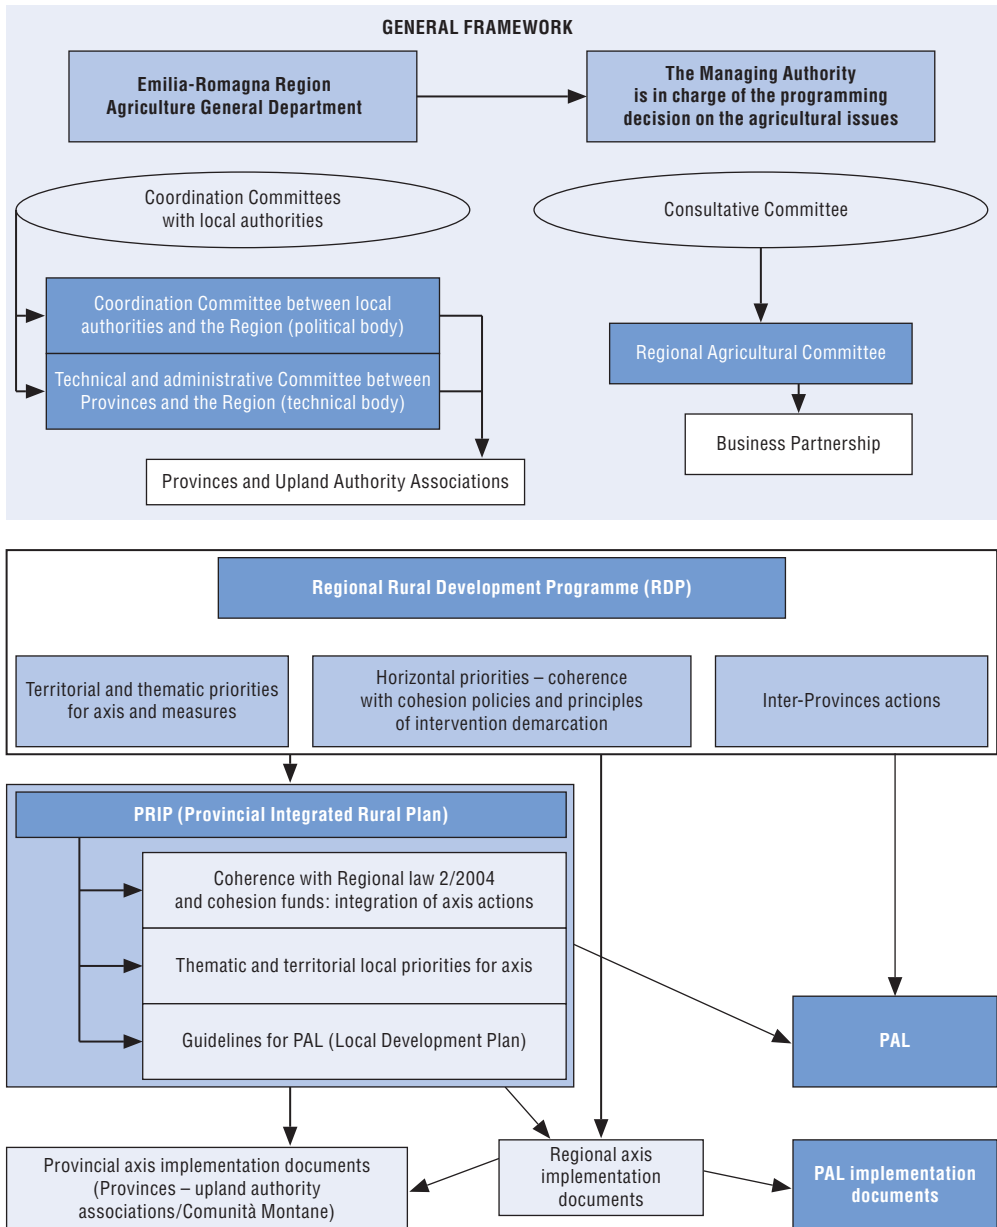 GENERAL FRAMEWORK
Emilia-Romagna Region
Agriculture General Department
The Managing Authority
is in charge of the programming
decision on the agricultural issues
Coordination Committees
with local authorities
Consultative Committee
Coordination Committee between local
authorities and the Region (political body)
Technical and administrative Committee between
Provinces and the Region (technical body)
Regional Agricultural Committee
Business Partnership
Provinces and Upland Authority Associations
Regional Rural Development Programme (RDP)
Territorial and thematic priorities
for axis and measures
Horizontal priorities – coherence
with cohesion policies and principles
of intervention demarcation
Inter-Provinces actions
PRIP (Provincial Integrated Rural Plan)
Coherence with Regional law 2/2004
and cohesion funds: integration of axis actions
Thematic and territorial local priorities for axis
Guidelines for PAL (Local Development Plan)
PAL
Provincial axis implementation documents
(Provinces – upland authority
associations/Comunità Montane)
Regional axis
implementation
documents
PAL implementation
documents